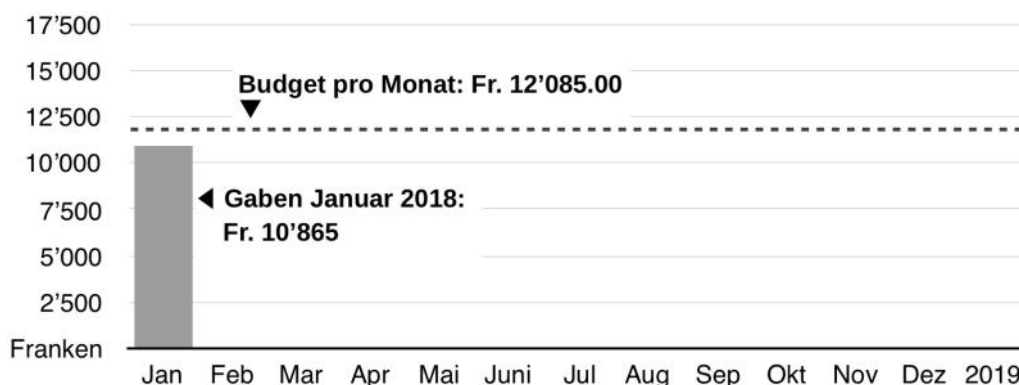 17’500
15’000
Budget pro Monat: Fr. 12’085.00
12’500
10’000
Gaben Januar 2018:
7’500
Fr. 10’865
5’000
2’500
Franken
Jan Feb Mar Apr Mai Juni Jul Aug Sep Okt Nov Dez 2019